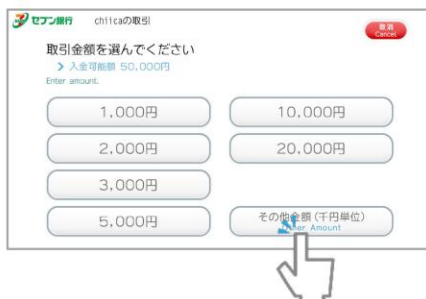 セブン銀行 chiicaの取引
取消
Cancel
取引金額を選んでください
> 入金可能額 50,000円
Enter amount.
1,000円
10,000円
2,000円
20,000円
3,000円
5,000円
その他金額(千円単位)
Other Amount